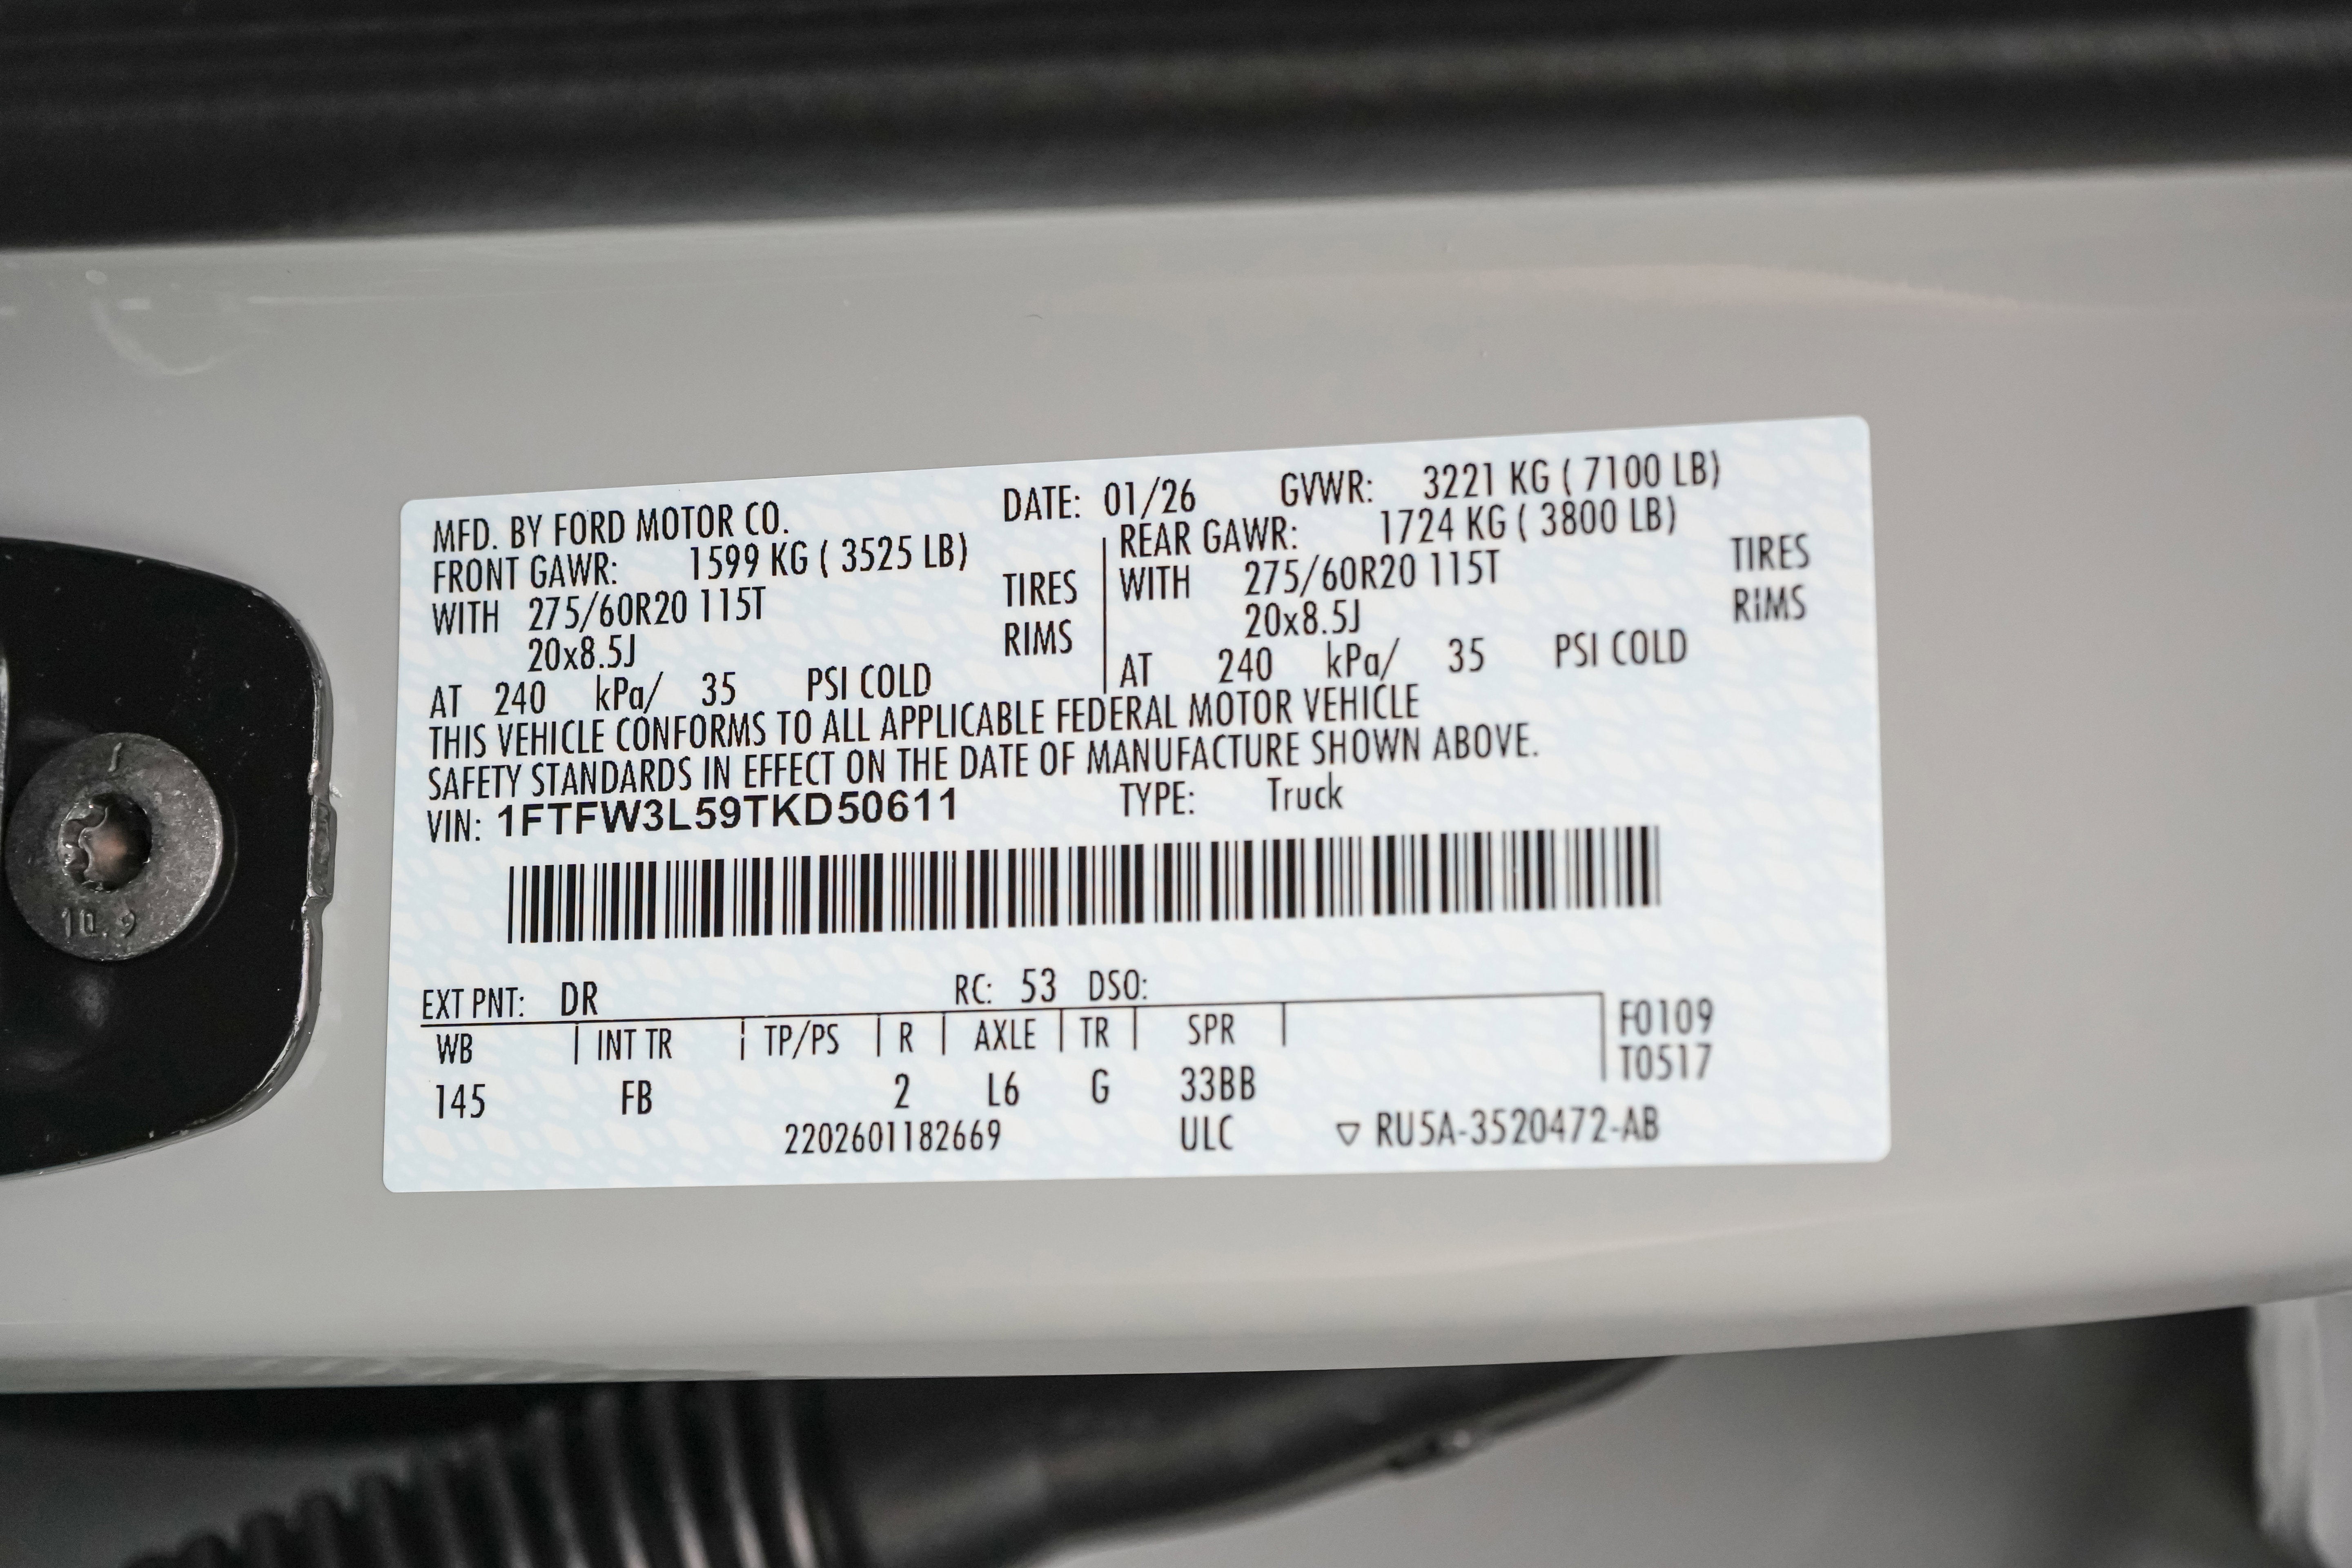 MFD. BY FORD MOTOR CO. DATE: 01/26 GVWR: 3221 KG ( 7100 LB)
FRONT GAWR: 1599 KG ( 3525 LB) REAR GAWR: 1724 KG ( 3800 LB)
WITH 275/60R20 115T TIRES WITH 275/60R20 115T TIRES
20x8.5J RIMS 20x8.5J RIMS
AT 240 kPa/ 35 PSI COLD AT 240 kPa/ 35 PSI COLD
THIS VEHICLE CONFORMS TO ALL APPLICABLE FEDERAL MOTOR VEHICLE
SAFETY STANDARDS IN EFFECT ON THE DATE OF MANUFACTURE SHOWN ABOVE.
VIN: 1FTFW3L59TKD50611 TYPE: Truck
EXT PNT: DR RC: 53 DSO:
WB INT TR TP/PS R AXLE TR SPR F0109
T0517
145 FB 2 L6 G 33BB
2202601182669 ULC ▽ RU5A-3520472-AB
10.9